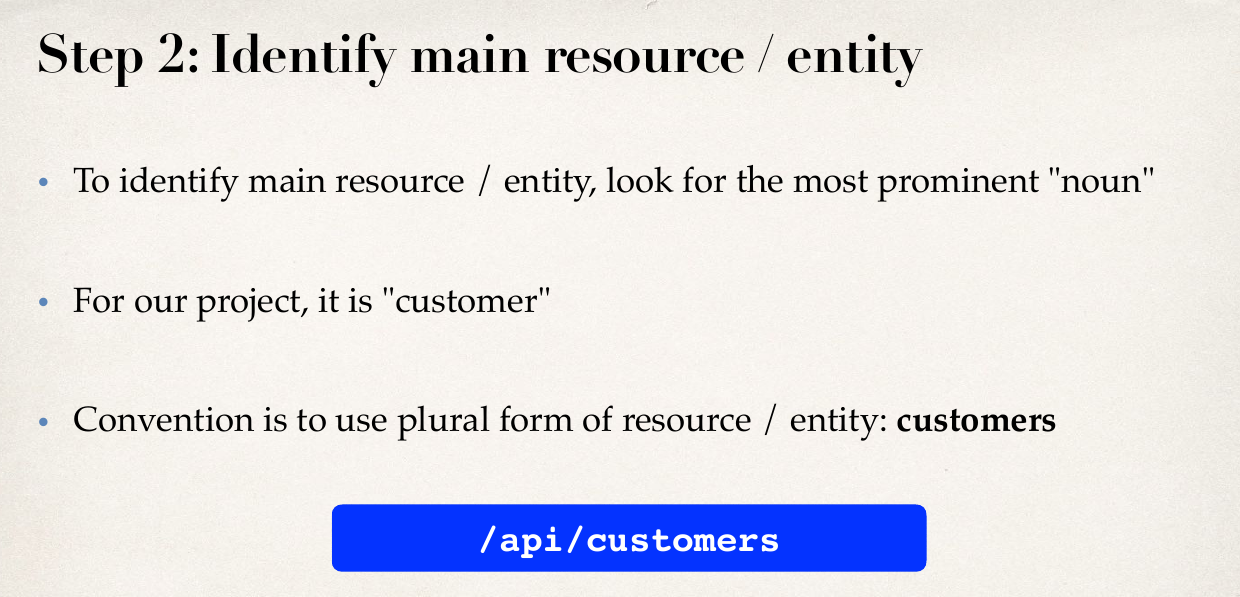 Step 2: Identify main resource / entity
• To identify main resource / entity, look for the most prominent "noun"
• For our project, it is "customer"
• Convention is to use plural form of resource / entity: customers
/api/customers